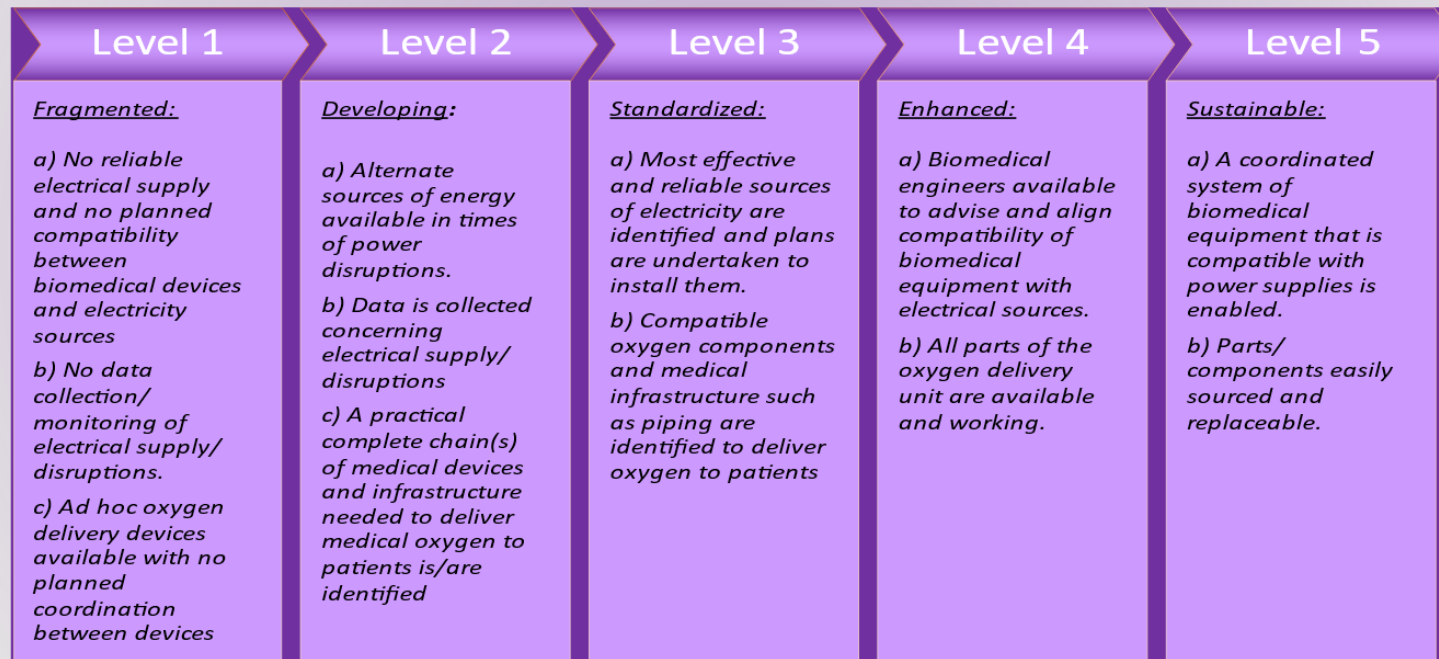 Level 1
Fragmented:
a) No reliable
electrical supply
and no planned
compatibility
between
biomedical devices
and electricity
sources
b) No data
collection/
monitoring of
electrical supply/
disruptions.
c) Ad hoc oxygen
delivery devices
available with no
planned
coordination
between devices
Level 2
Developing:
a) Alternate
sources of energy
available in times
of power
disruptions.
b) Data is collected
concerning
electrical supply/
disruptions
c) A practical
complete chain(s)
of medical devices
and infrastructure
needed to deliver
medical oxygen to
patients is/are
identified
Level 3
Standardized:
a) Most effective
and reliable sources
of electricity are
identified and plans
are undertaken to
install them.
b) Compatible
oxygen components
and medical
infrastructure such
as piping are
identified to deliver
oxygen to patients
Level 4
Enhanced:
a) Biomedical
engineers available
to advise and align
compatibility of
biomedical
equipment with
electrical sources.
b) All parts of the
oxygen delivery
unit are available
and working.
Level 5
Sustainable:
a) A coordinated
system of
biomedical
equipment that is
compatible with
power supplies is
enabled.
b) Parts/
components easily
sourced and
replaceable.